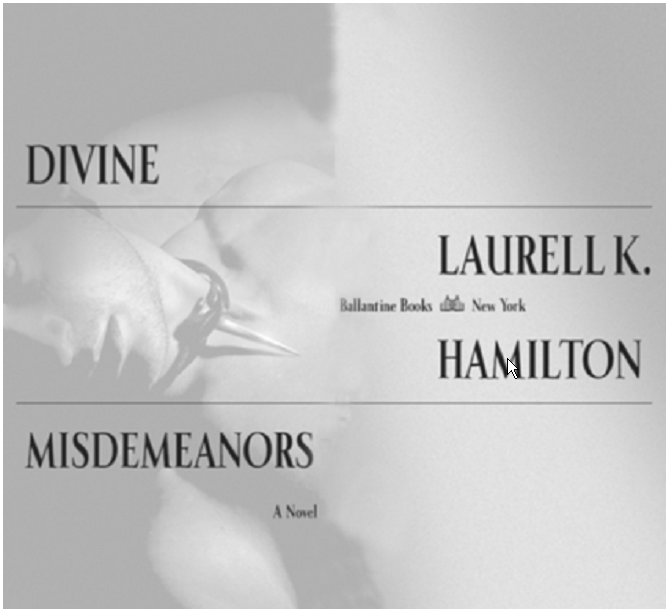 DIVINE
LAURELL K.
Ballantine Books New York
HAMILTON
MISDEMEANORS
A Novel